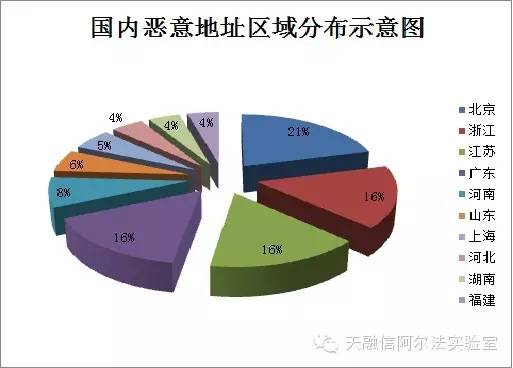 国内恶意地址区域分布示意图
4%
4%
4%
5%
6%
8%
21%
16%
16%
16%
北京
浙江
江苏
广东
河南
山东
上海
河北
湖南
福建
天融信阿尔法实验室